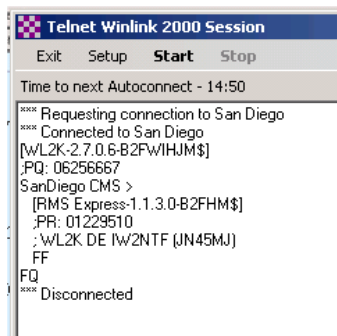 Telnet Winlink 2000 Session
Exit Setup Start Stop
Time to next Autoconnect - 14:50
*** Requesting connection to San Diego
*** Connected to San Diego
[WL2K-2.7.0.6-B2FWIHJM$]
;PQ: 06256667
SanDiego CMS >
[RMS Express-1.1.3.0-B2FHM$]
;PR: 01229510
; WL2K DE IW2NTF (JN45MJ)
FF
FQ
*** Disconnected